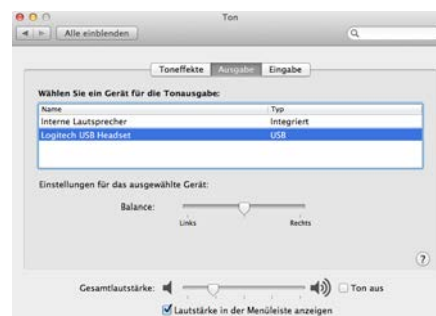 Ton
Alle einblenden
Toneffekte Ausgabe Eingabe
Wählen Sie ein Gerät für die Tonausgabe:
Name Typ
Interne Lautsprecher Integriert
Logitech USB Headset USB
Einstellungen für das ausgewählte Gerät:
Balance:
Links Rechts
?
Gesamtlautstärke: Ton aus
Lautstärke in der Menüleiste anzeigen